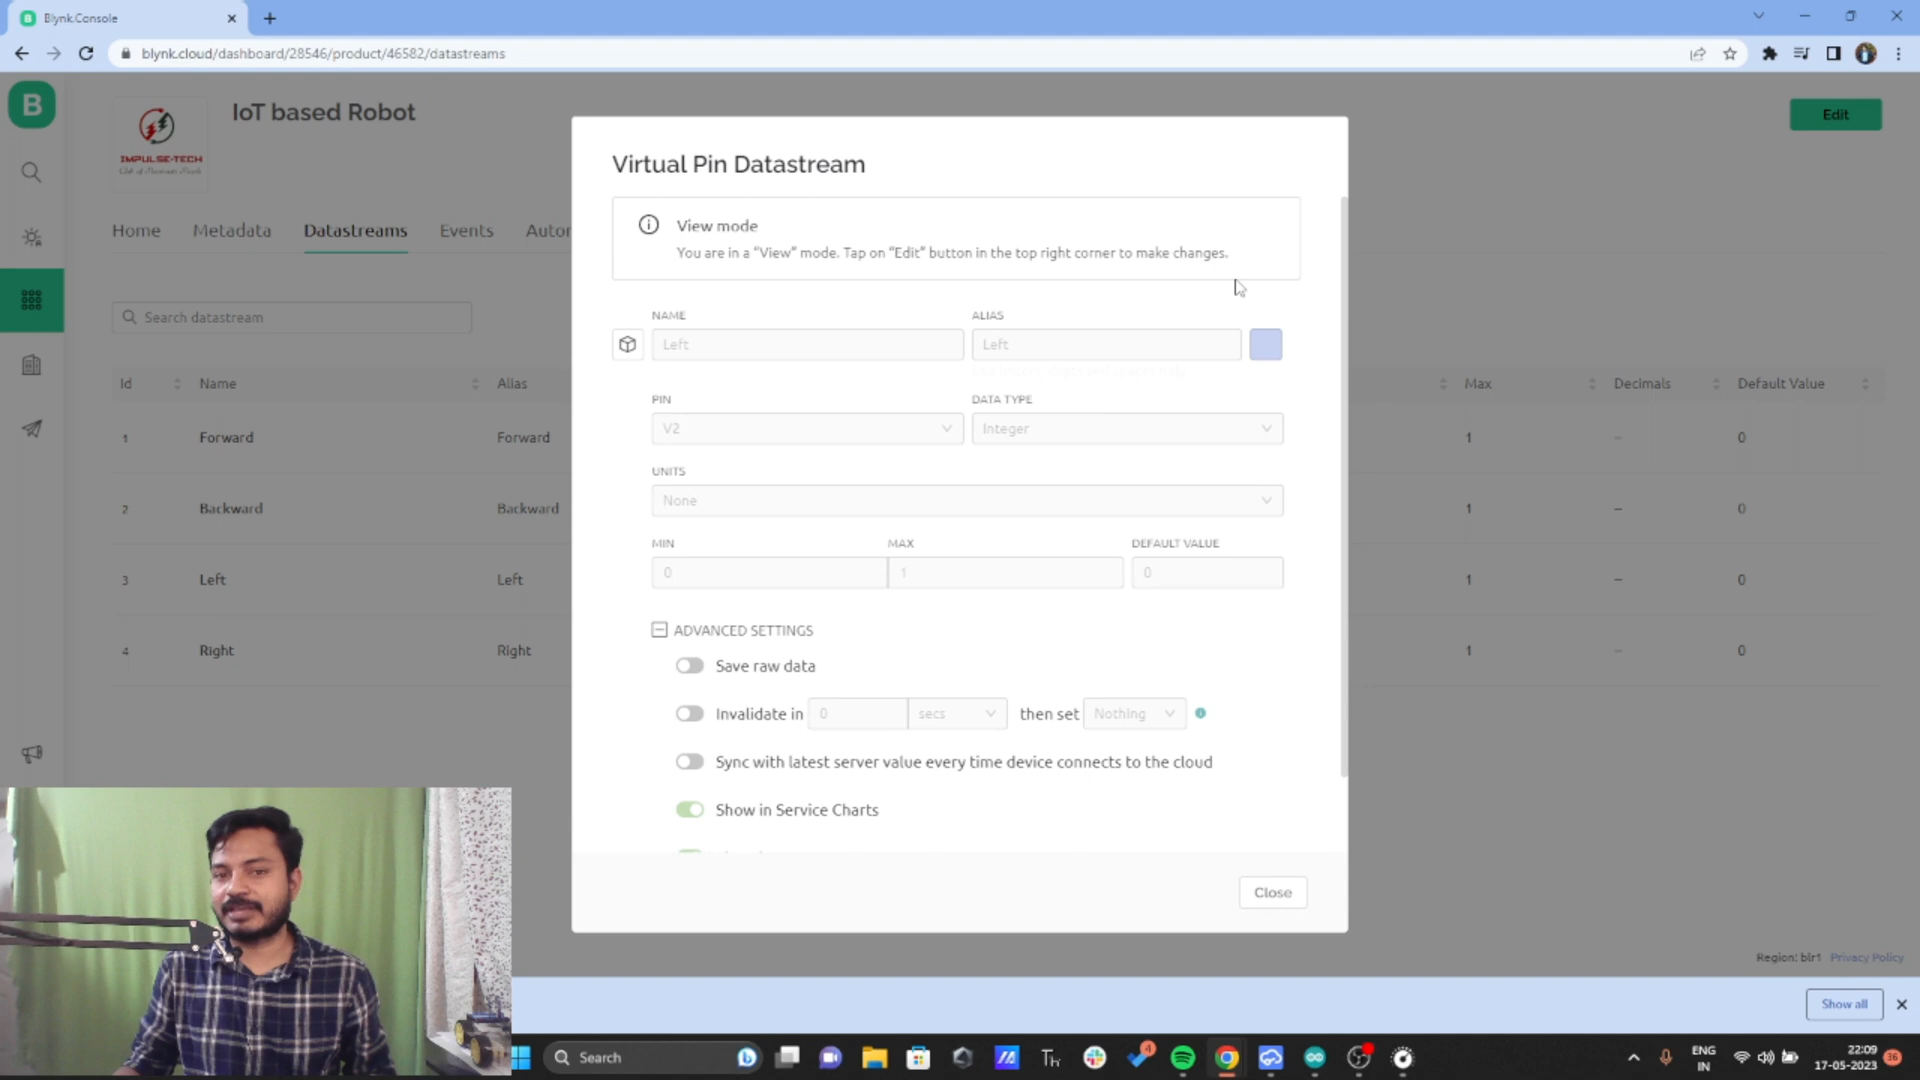 Blynk.Console
blynk.cloud/dashboard/28546/product/46582/datastreams
B
IMPULSE-TECH
IoT based Robot
Edit
Home Metadata Datastreams Events Autor
Search datastream
Id Name Alias Max Decimals Default Value
1 Forward Forward 1 – 0
2 Backward Backward 1 – 0
3 Left Left 1 – 0
4 Right Right 1 – 0
Virtual Pin Datastream
View mode
You are in a "View" mode. Tap on "Edit" button in the top right corner to make changes.
NAME ALIAS
Left Left
PIN DATA TYPE
V2 Integer
UNITS
None
MIN MAX DEFAULT VALUE
0 1 0
ADVANCED SETTINGS
Save raw data
Invalidate in 0 secs then set Nothing
Sync with latest server value every time device connects to the cloud
Show in Service Charts
Close
Region: blr1 Privacy Policy
Show all
Search
Th
4
ENG
IN
22:09
17-05-2023
36